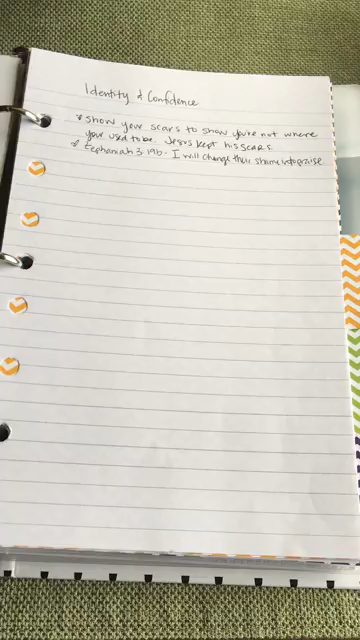 Identity & Confidence
* show your scars to show you're not where
your used to be. Jesus kept his scars
* Zephaniah 3:19b - I will change their shame into praise